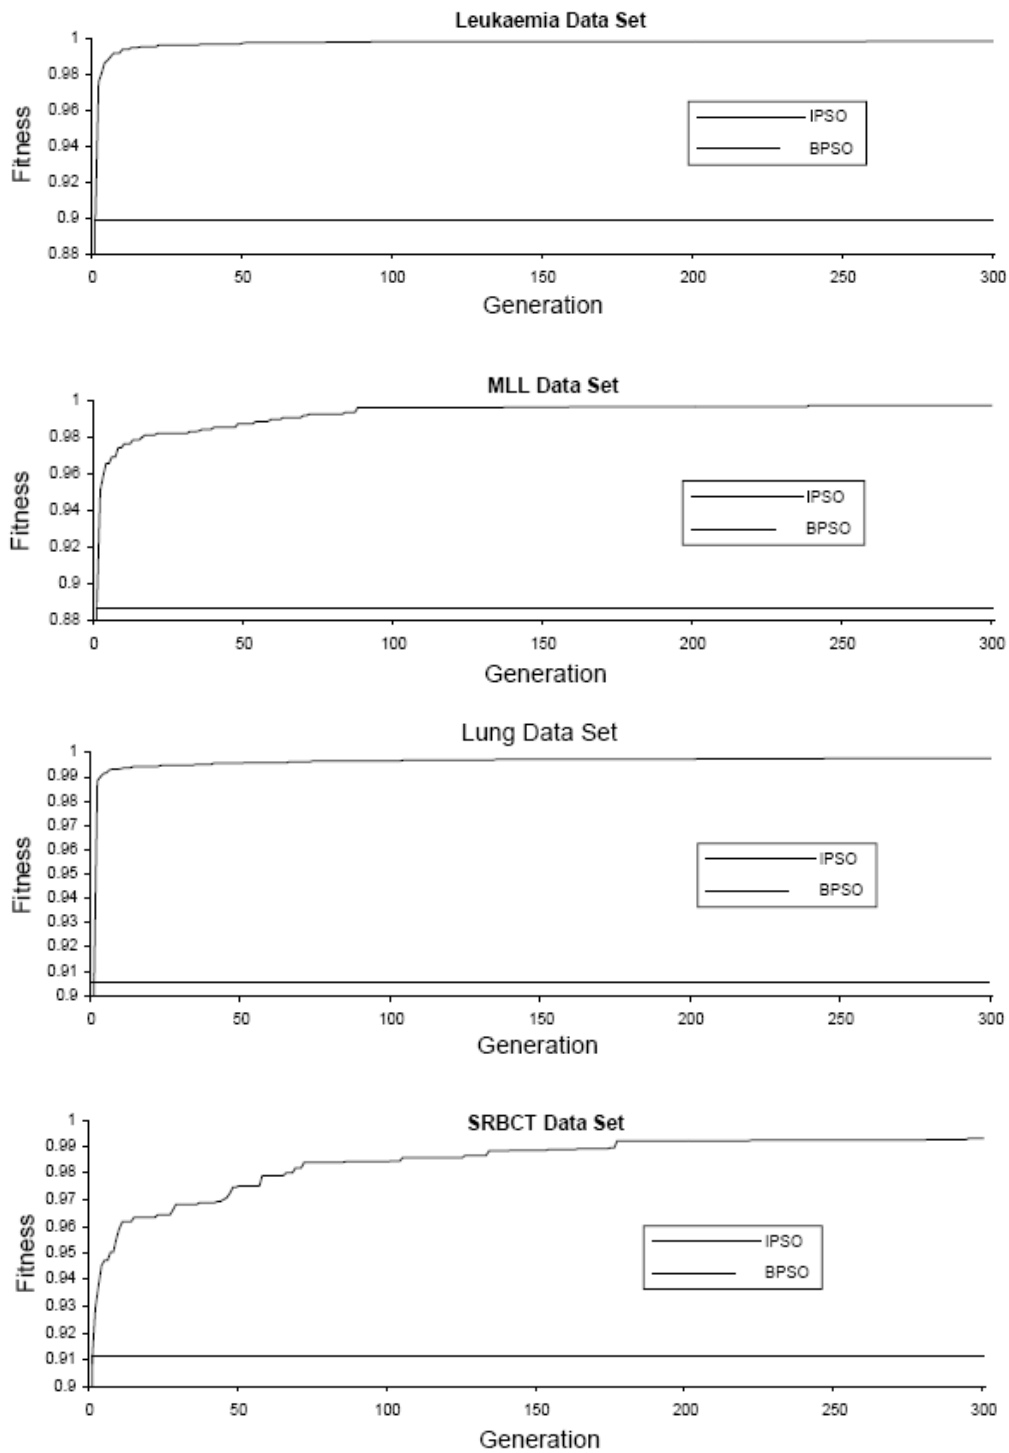 Leukaemia Data Set
1
0.98
0.96
0.94
0.92
0.9
0.88
Fitness
IPSO
BPSO
0 50 100 150 200 250 300
Generation
MLL Data Set
1
0.98
0.96
0.94
0.92
0.9
0.88
Fitness
IPSO
BPSO
0 50 100 150 200 250 300
Generation
Lung Data Set
1
0.99
0.98
0.97
0.96
0.95
0.94
0.93
0.92
0.91
0.9
Fitness
IPSO
BPSO
0 50 100 150 200 250 300
Generation
SRBCT Data Set
1
0.99
0.98
0.97
0.96
0.95
0.94
0.93
0.92
0.91
0.9
Fitness
IPSO
BPSO
0 50 100 150 200 250 300
Generation